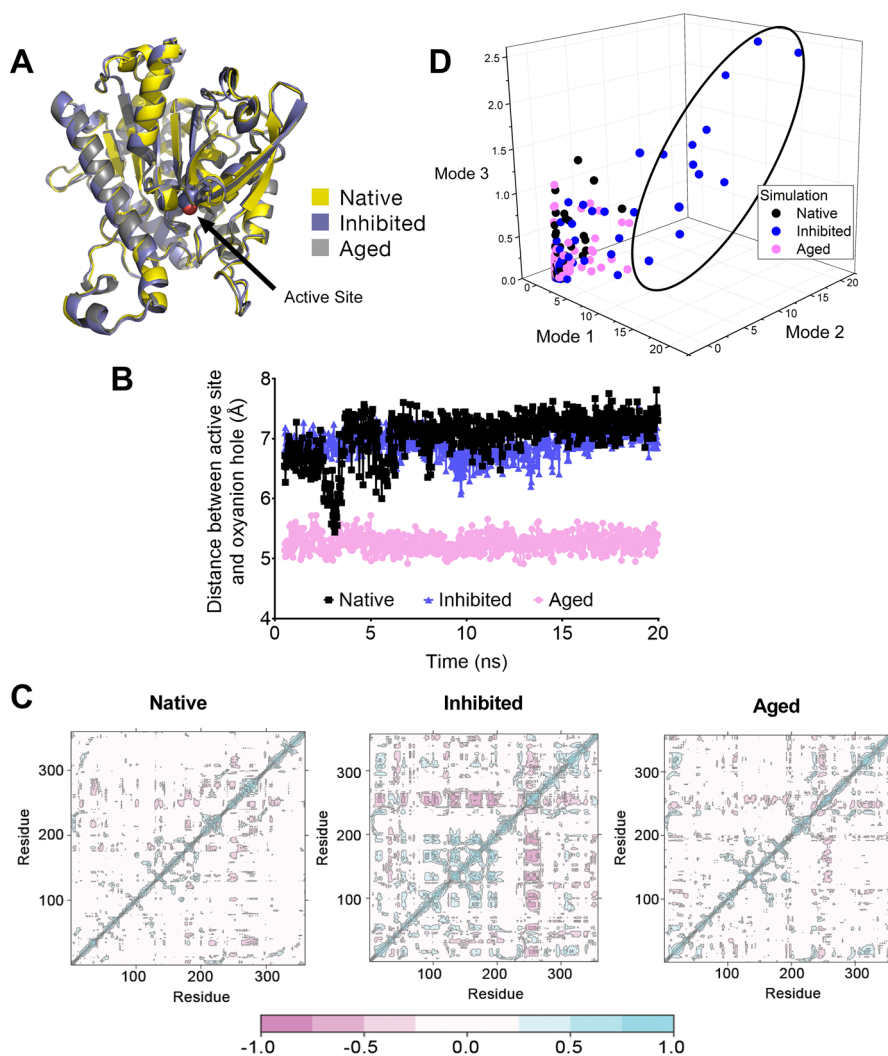 A
Native
Inhibited
Aged
Active Site
D
Mode 3
2.5
2.0
1.5
1.0
0.5
0.0
0
5
10
15
20
Mode 1
0
5
10
15
20
Mode 2
Simulation
Native
Inhibited
Aged
B
Distance between active site
and oxyanion hole (Å)
8
7
6
5
4
Native Inhibited Aged
0 5 10 15 20
Time (ns)
C
Native Inhibited Aged
Residue
300
200
100
100 200 300
Residue
Residue
300
200
100
100 200 300
Residue
Residue
300
200
100
100 200 300
Residue
-1.0 -0.5 0.0 0.5 1.0